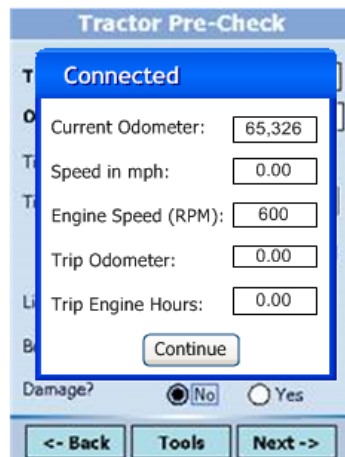 Tractor Pre-Check
Connected
Current Odometer: 65,326
Speed in mph: 0.00
Engine Speed (RPM): 600
Trip Odometer: 0.00
Trip Engine Hours: 0.00
Continue
Damage? No Yes
<- Back Tools Next ->